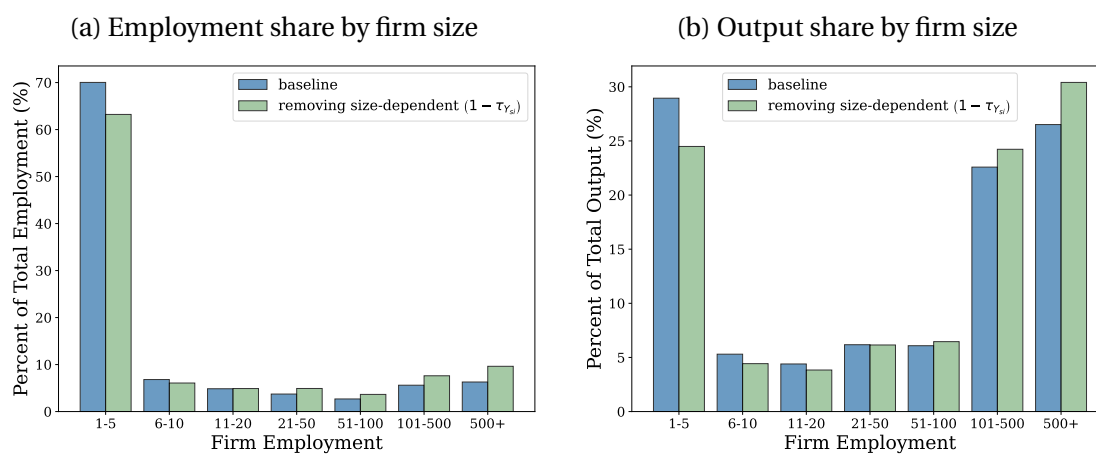 (a) Employment share by firm size
Percent of Total Employment (%)
70
60
50
40
30
20
10
0
baseline
removing size-dependent (1 − τ_{Y_{si}})
1-5 6-10 11-20 21-50 51-100 101-500 500+
Firm Employment
(b) Output share by firm size
Percent of Total Output (%)
30
25
20
15
10
5
0
baseline
removing size-dependent (1 − τ_{Y_{si}})
1-5 6-10 11-20 21-50 51-100 101-500 500+
Firm Employment